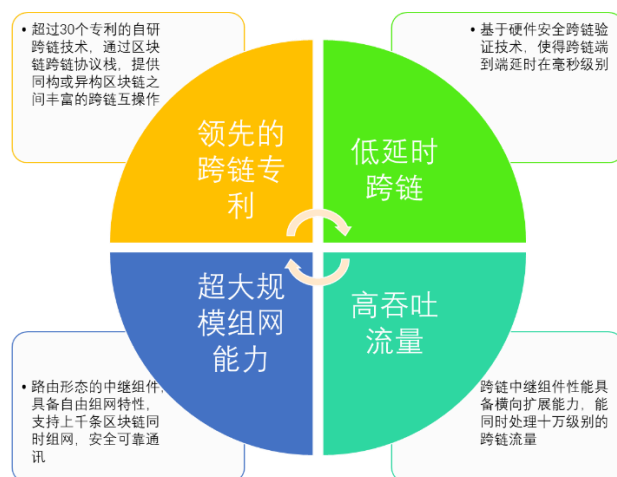 • 超过30个专利的自研
跨链技术，通过区块
链跨链协议栈，提供
同构或异构区块链之
间丰富的跨链互操作
• 基于硬件安全跨链验
证技术，使得跨链端
到端延时在毫秒级别
领先的
跨链专
利
低延时
跨链
超大规
模组网
能力
高吞吐
流量
• 路由形态的中继组件，
具备自由组网特性，
支持上千条区块链同
时组网，安全可靠通
讯
跨链中继组件性能具
备横向扩展能力，能
同时处理十万级别的
跨链流量